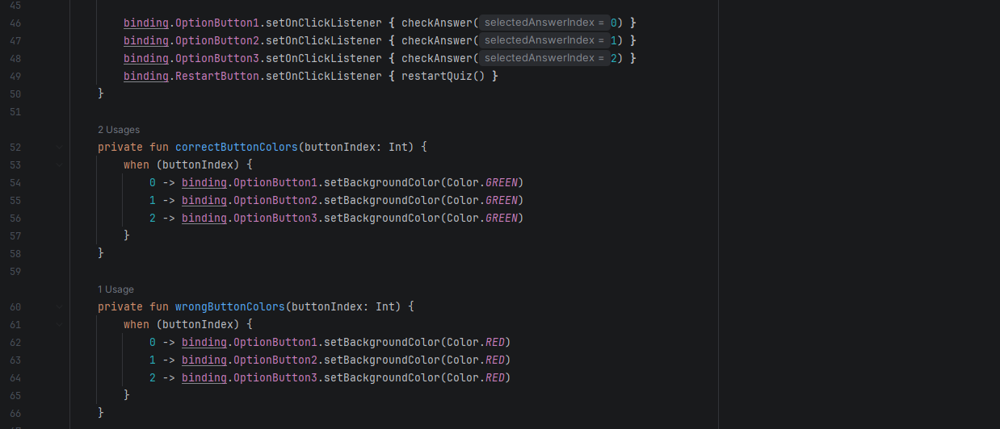 45
46 binding.OptionButton1.setOnClickListener { checkAnswer( selectedAnswerIndex = 0) }
47 binding.OptionButton2.setOnClickListener { checkAnswer( selectedAnswerIndex = 1) }
48 binding.OptionButton3.setOnClickListener { checkAnswer( selectedAnswerIndex = 2) }
49 binding.RestartButton.setOnClickListener { restartQuiz() }
50 }
51
2 Usages
52 private fun correctButtonColors(buttonIndex: Int) {
53 when (buttonIndex) {
54 0 -> binding.OptionButton1.setBackgroundColor(Color.GREEN)
55 1 -> binding.OptionButton2.setBackgroundColor(Color.GREEN)
56 2 -> binding.OptionButton3.setBackgroundColor(Color.GREEN)
57 }
58 }
59
1 Usage
60 private fun wrongButtonColors(buttonIndex: Int) {
61 when (buttonIndex) {
62 0 -> binding.OptionButton1.setBackgroundColor(Color.RED)
63 1 -> binding.OptionButton2.setBackgroundColor(Color.RED)
64 2 -> binding.OptionButton3.setBackgroundColor(Color.RED)
65 }
66 }